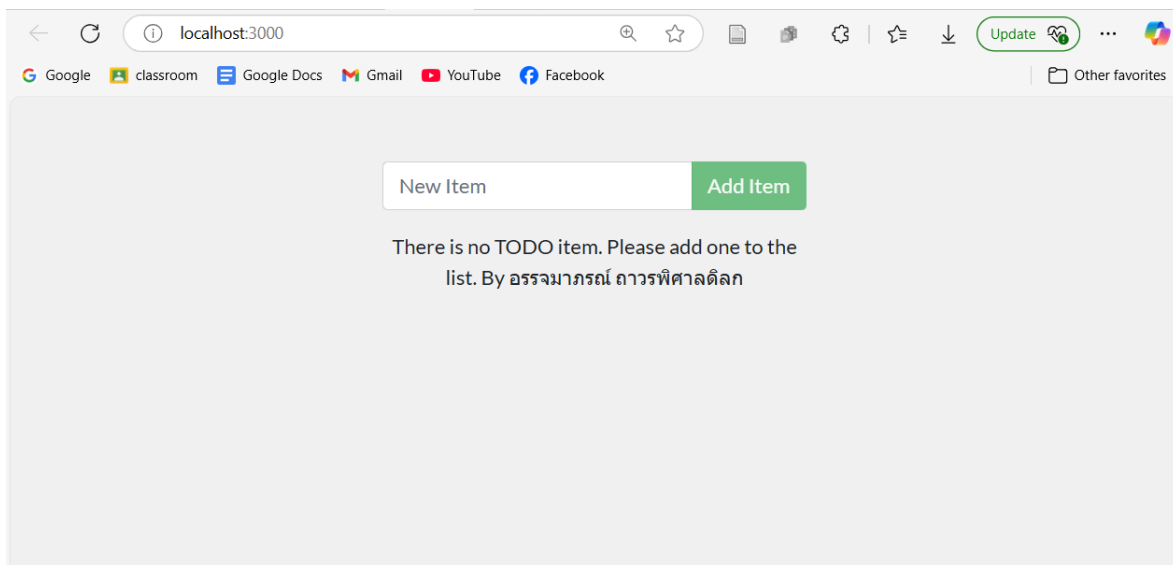 localhost:3000
Update
Google classroom Google Docs Gmail YouTube Facebook Other favorites
New Item Add Item
There is no TODO item. Please add one to the
list. By อรรจมาภรณ์ ถาวรพิศาลดิลก